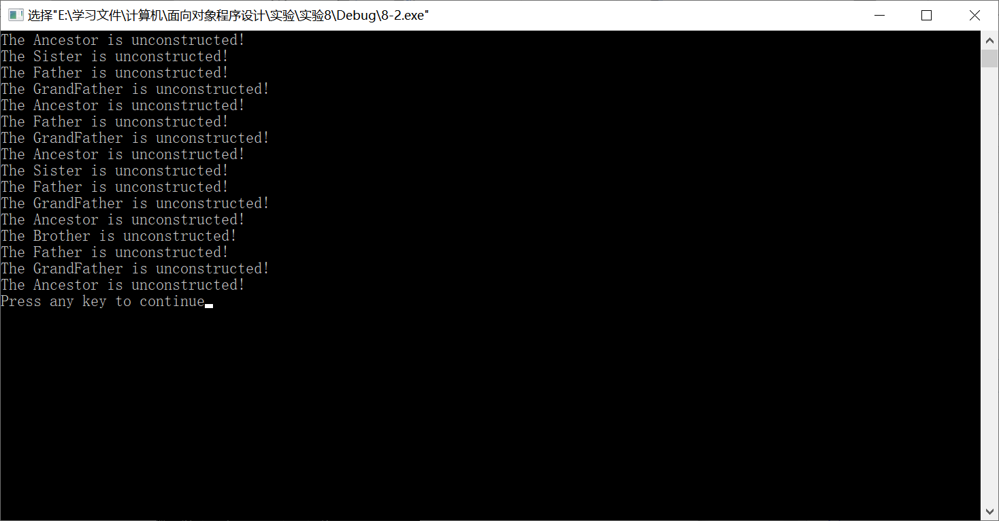 选择"E:\学习文件\计算机\面向对象程序设计\实验\实验8\Debug\8-2.exe"
The Ancestor is unconstructed!
The Sister is unconstructed!
The Father is unconstructed!
The GrandFather is unconstructed!
The Ancestor is unconstructed!
The Father is unconstructed!
The GrandFather is unconstructed!
The Ancestor is unconstructed!
The Sister is unconstructed!
The Father is unconstructed!
The GrandFather is unconstructed!
The Ancestor is unconstructed!
The Brother is unconstructed!
The Father is unconstructed!
The GrandFather is unconstructed!
The Ancestor is unconstructed!
Press any key to continue